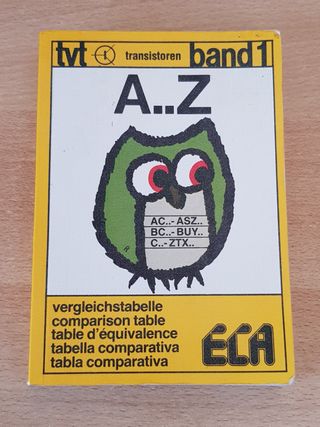 tvt transistoren band 1
A..Z
AC..-ASZ..
BC..-BUY..
C..-ZTX..
vergleichstabelle
comparison table
table d'équivalence
tabella comparativa
tabla comparativa
ECA